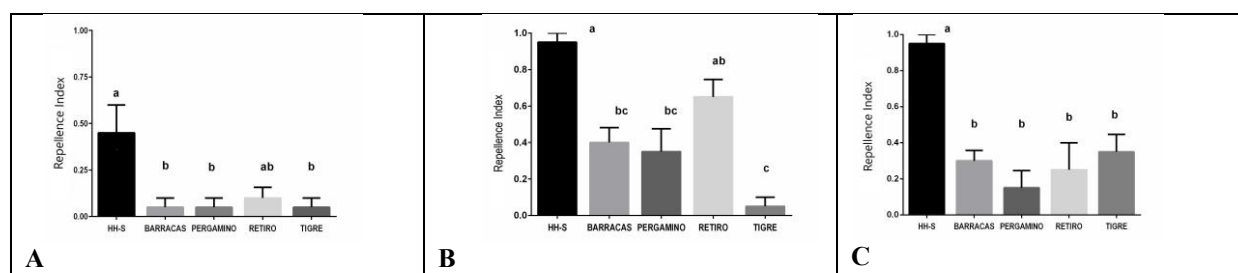 1.00
0.75
0.50
0.25
0.00
Repellence Index
a
b
b
ab
b
HH-S BARRACAS PERGAMINO RETIRO TIGRE
A
1.0
0.8
0.6
0.4
0.2
0.0
Repellence Index
a
bc
bc
ab
c
HH-S BARRACAS PERGAMINO RETIRO TIGRE
B
1.0
0.8
0.6
0.4
0.2
0.0
Repellence Index
a
b
b
b
b
HH-S BARRACAS PERGAMINO RETIRO TIGRE
C